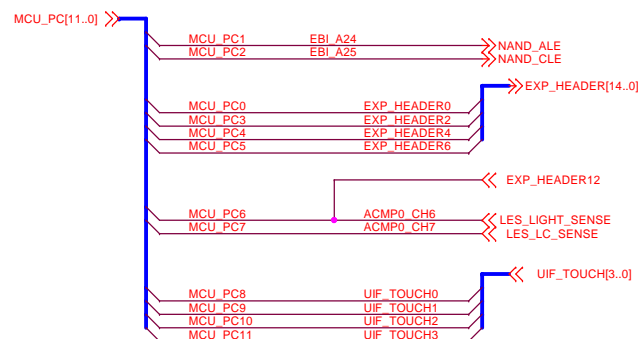 MCU_PC[11..0]
MCU_PC1 EBI_A24 NAND_ALE
MCU_PC2 EBI_A25 NAND_CLE
EXP_HEADER[14..0]
MCU_PC0 EXP_HEADER0
MCU_PC3 EXP_HEADER2
MCU_PC4 EXP_HEADER4
MCU_PC5 EXP_HEADER6
EXP_HEADER12
MCU_PC6 ACMP0_CH6 LES_LIGHT_SENSE
MCU_PC7 ACMP0_CH7 LES_LC_SENSE
UIF_TOUCH[3..0]
MCU_PC8 UIF_TOUCH0
MCU_PC9 UIF_TOUCH1
MCU_PC10 UIF_TOUCH2
MCU_PC11 UIF_TOUCH3